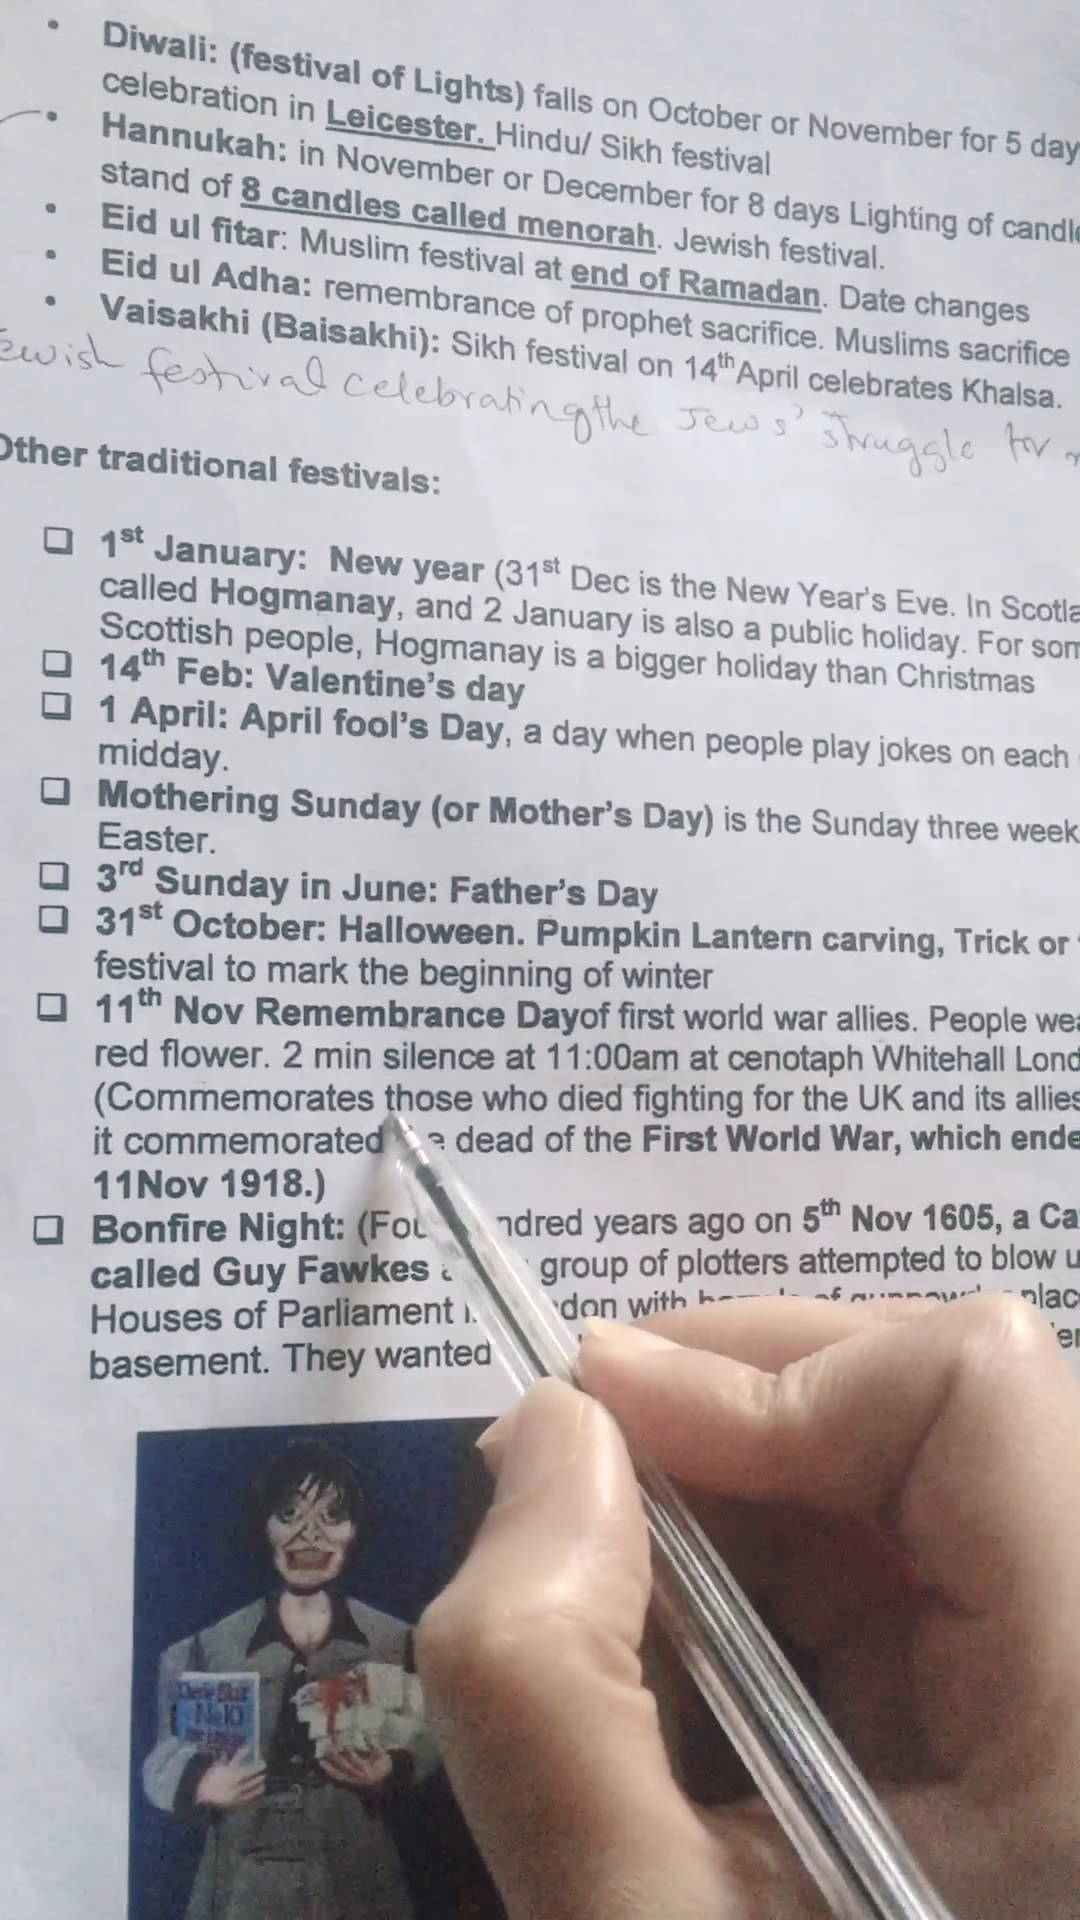 Diwali: (festival of Lights) falls on October or November for 5 day
celebration in Leicester. Hindu/ Sikh festival
Hannukah: in November or December for 8 days Lighting of candle
stand of 8 candles called menorah. Jewish festival.
Eid ul fitar: Muslim festival at end of Ramadan. Date changes
Eid ul Adha: remembrance of prophet sacrifice. Muslims sacrifice
Vaisakhi (Baisakhi): Sikh festival on 14th April celebrates Khalsa.
ewish festival celebrating the Jews' struggle for
Other traditional festivals:
1st January: New year (31st Dec is the New Year's Eve. In Scotla
called Hogmanay, and 2 January is also a public holiday. For som
Scottish people, Hogmanay is a bigger holiday than Christmas
14th Feb: Valentine's day
1 April: April fool's Day, a day when people play jokes on each
midday.
Mothering Sunday (or Mother's Day) is the Sunday three week
Easter.
3rd Sunday in June: Father's Day
31st October: Halloween. Pumpkin Lantern carving, Trick or
festival to mark the beginning of winter
11th Nov Remembrance Dayof first world war allies. People wea
red flower. 2 min silence at 11:00am at cenotaph Whitehall Lond
(Commemorates those who died fighting for the UK and its allies
it commemorated e dead of the First World War, which ende
11Nov 1918.)
Bonfire Night: (Fou ndred years ago on 5th Nov 1605, a Ca
called Guy Fawkes a group of plotters attempted to blow u
Houses of Parliament i don with of plac
basement. They wanted
No10